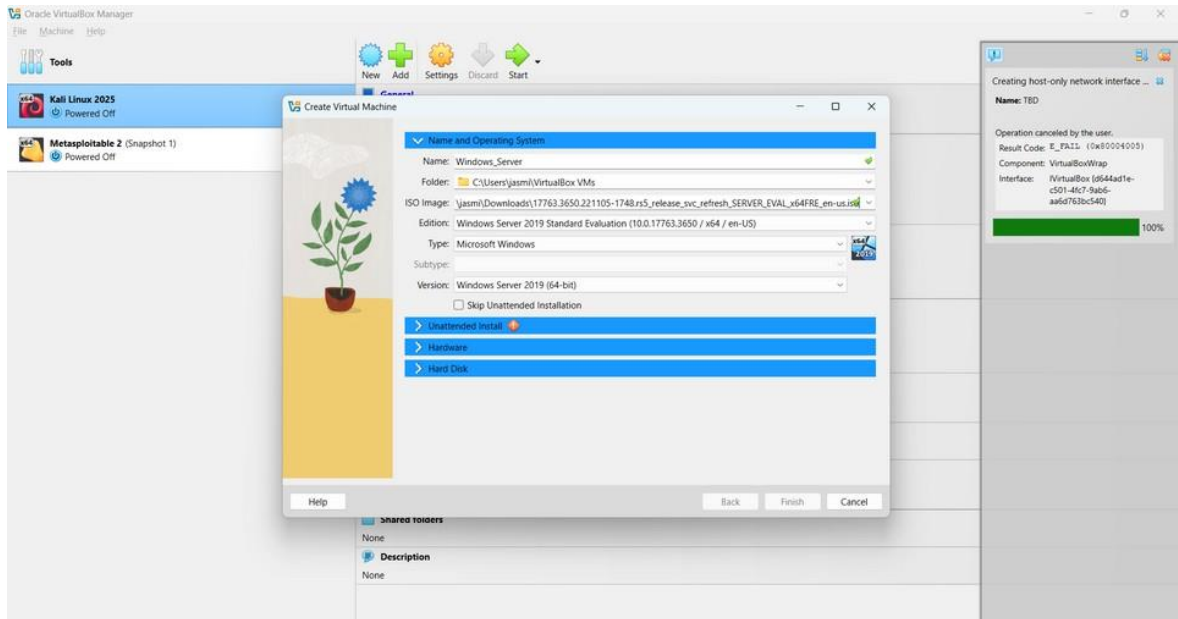 Oracle VirtualBox Manager
File Machine Help
Tools
New Add Settings Discard Start
Kali Linux 2025
Powered Off
Metasploitable 2 (Snapshot 1)
Powered Off
General
Create Virtual Machine
Name and Operating System
Name: Windows_Server
Folder: C:\Users\jasmi\VirtualBox VMs
ISO Image: \jasmi\Downloads\17763.3650.221105-1748.rs5_release_svc_refresh_SERVER_EVAL_x64FRE_en-us.iso
Edition: Windows Server 2019 Standard Evaluation (10.0.17763.3650 / x64 / en-US)
Type: Microsoft Windows
x64
2019
Subtype:
Version: Windows Server 2019 (64-bit)
Skip Unattended Installation
Unattended Install
Hardware
Hard Disk
Help
Back Finish Cancel
Shared folders
None
Description
None
Creating host-only network interface ...
Name: TBD
Operation canceled by the user.
Result Code: E_FAIL (0x80004005)
Component: VirtualBoxWrap
Interface: IVirtualBox {d644ad1e-
c501-4fc7-9ab6-
aa6d763bc540}
100%